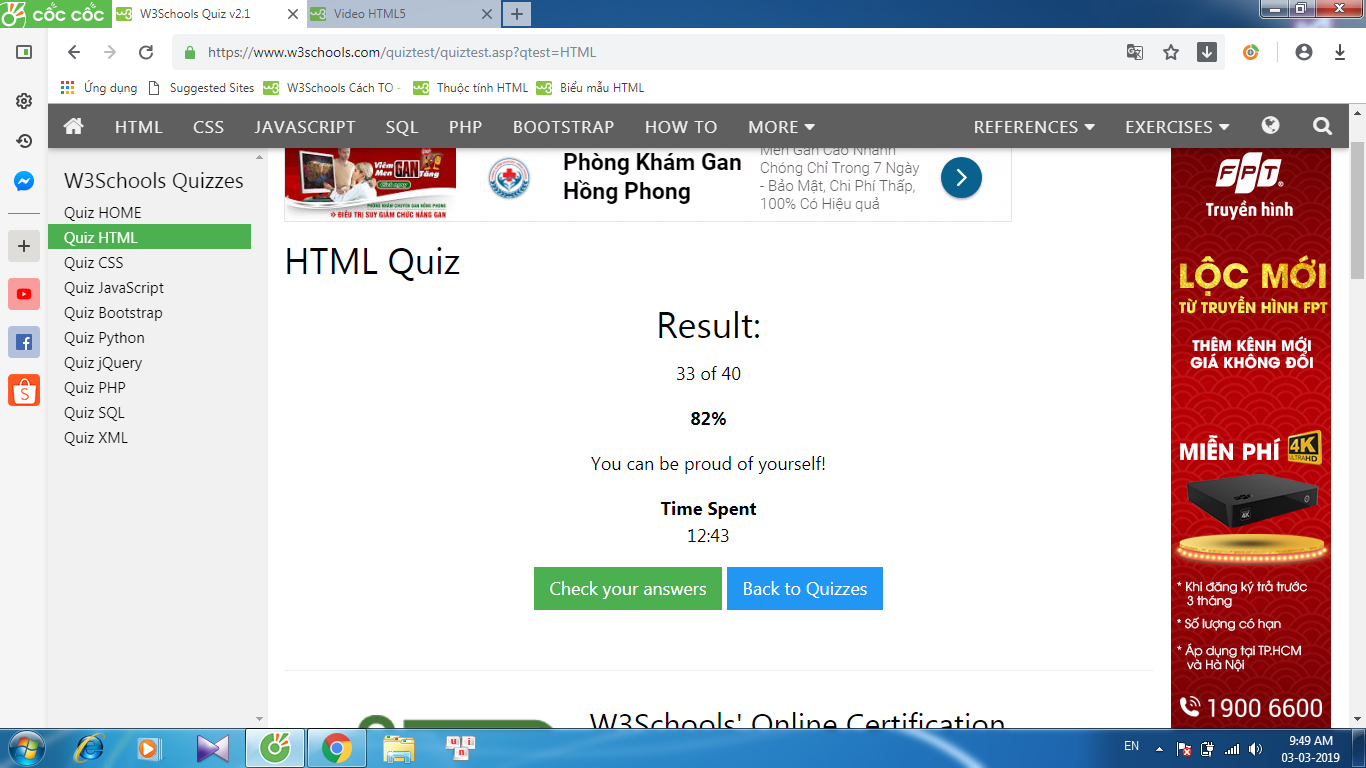 cốc cốc
W3Schools Quiz v2.1
Video HTML5
https://www.w3schools.com/quiztest/quiztest.asp?qtest=HTML
Ứng dụng
Suggested Sites
W3Schools Cách TO -
Thuộc tính HTML
Biểu mẫu HTML
HTML CSS JAVASCRIPT SQL PHP BOOTSTRAP HOW TO MORE REFERENCES EXERCISES
W3Schools Quizzes
Quiz HOME
Quiz HTML
Quiz CSS
Quiz JavaScript
Quiz Bootstrap
Quiz Python
Quiz jQuery
Quiz PHP
Quiz SQL
Quiz XML
Viêm
Men GAN Tăng
PHÒNG KHÁM CHUYÊN GAN HỒNG PHONG
ĐIỀU TRỊ SUY GIẢM CHỨC NĂNG GAN
Phòng Khám Gan
Hồng Phong
Men Gan Cao Nhanh
Chóng Chỉ Trong 7 Ngày
- Bảo Mật, Chi Phí Thấp,
100% Có Hiệu quả
HTML Quiz
Result:
33 of 40
82%
You can be proud of yourself!
Time Spent
12:43
Check your answers
Back to Quizzes
W3Schools' Online Certification
FPT
Truyền hình
LỘC MỚI
TỪ TRUYỀN HÌNH FPT
THÊM KÊNH MỚI
GIÁ KHÔNG ĐỔI
MIỄN PHÍ 4K
ULTRAHD
4K
* Khi đăng ký trả trước
3 tháng
* Số lượng có hạn
* Áp dụng tại TP.HCM
và Hà Nội
1900 6600
EN
9:49 AM
03-03-2019